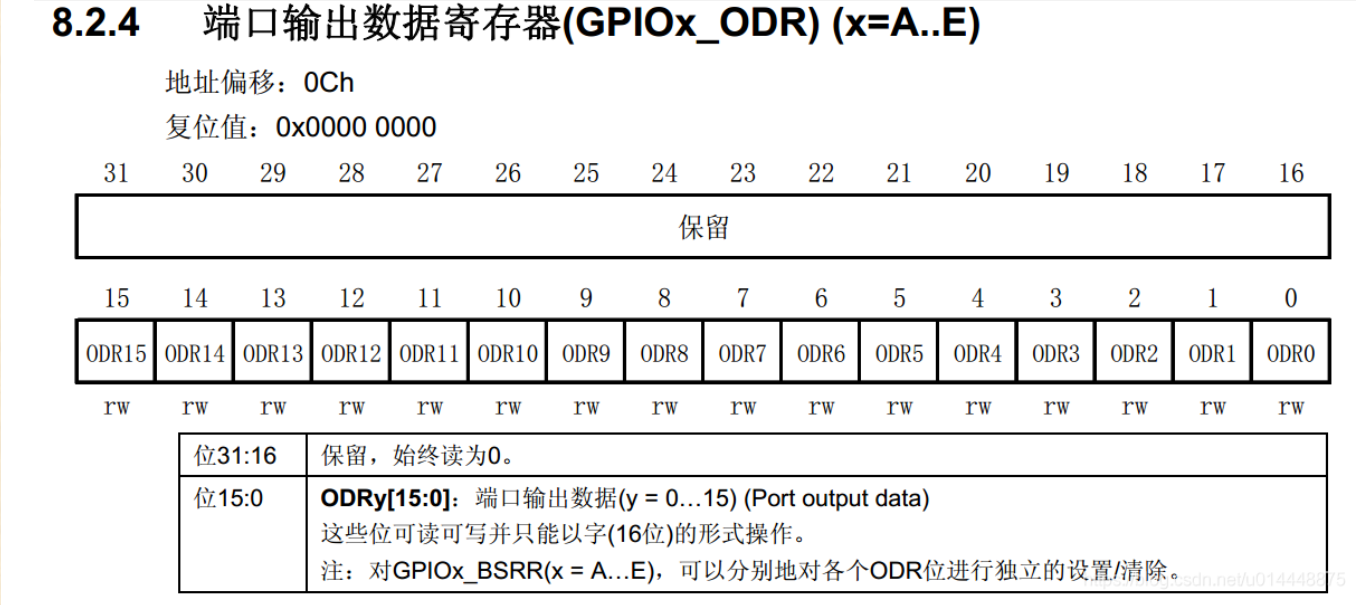 8.2.4 端口输出数据寄存器(GPIOx_ODR) (x=A..E)
地址偏移：0Ch
复位值：0x0000 0000
31 30 29 28 27 26 25 24 23 22 21 20 19 18 17 16
保留
15 14 13 12 11 10 9 8 7 6 5 4 3 2 1 0
ODR15 ODR14 ODR13 ODR12 ODR11 ODR10 ODR9 ODR8 ODR7 ODR6 ODR5 ODR4 ODR3 ODR2 ODR1 ODR0
rw rw rw rw rw rw rw rw rw rw rw rw rw rw rw rw
位31:16 保留，始终读为0。
位15:0 ODRy[15:0]：端口输出数据(y = 0…15) (Port output data)
这些位可读可写并只能以字(16位)的形式操作。
注：对GPIOx_BSRR(x = A…E)，可以分别地对各个ODR位进行独立的设置/清除。
https://blog.csdn.net/u014448875